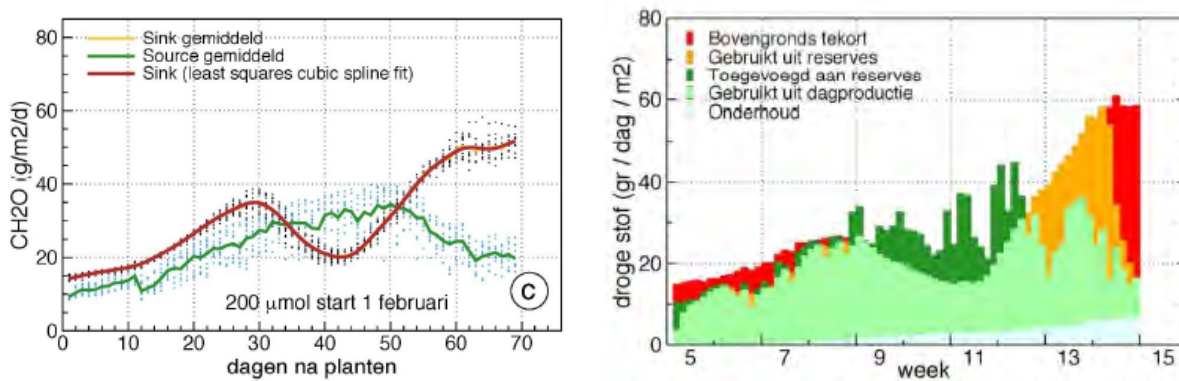 80
60
40
20
0
CH2O (g/m2/d)
Sink gemiddeld
Source gemiddeld
Sink (least squares cubic spline fit)
200 μmol start 1 februari
C
0 10 20 30 40 50 60 70
dagen na planten
80
60
40
20
0
droge stof (gr / dag / m2)
Bovengronds tekort
Gebruikt uit reserves
Toegevoegd aan reserves
Gebruikt uit dagproductie
Onderhoud
5 7 9 11 13 15
week